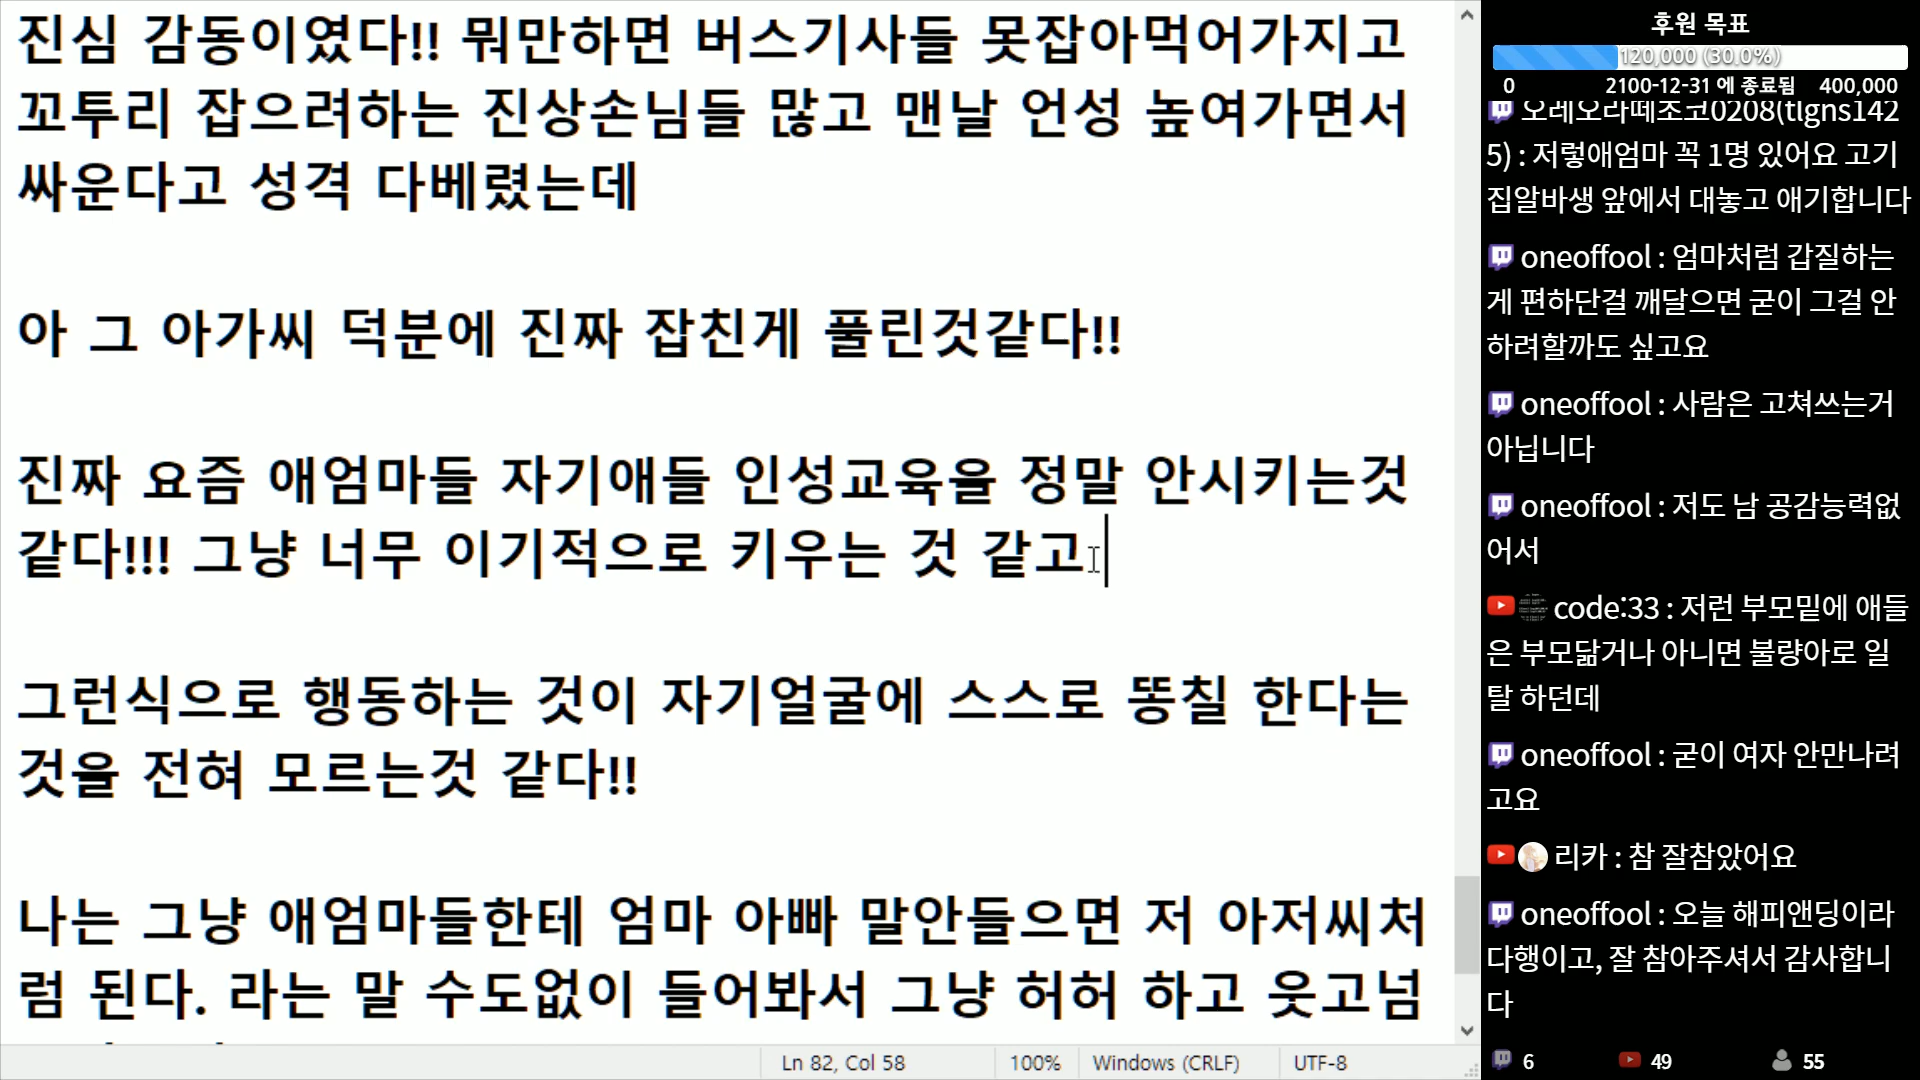 진심 감동이였다!! 뭐만하면 버스기사들 못잡아먹어가지고
꼬투리 잡으려하는 진상손님들 많고 맨날 언성 높여가면서
싸운다고 성격 다베렸는데
아 그 아가씨 덕분에 진짜 잡친게 풀린것같다!!
진짜 요즘 애엄마들 자기애들 인성교육을 정말 안시키는것
같다!!! 그냥 너무 이기적으로 키우는 것 같고
그런식으로 행동하는 것이 자기얼굴에 스스로 똥칠 한다는
것을 전혀 모르는것 같다!!
나는 그냥 애엄마들한테 엄마 아빠 말안들으면 저 아저씨처
럼 된다. 라는 말 수도없이 들어봐서 그냥 허허 하고 웃고넘
Ln 82, Col 58
100%
Windows (CRLF)
UTF-8
후원 목표
120,000 (30.0%)
0 2100-12-31 에 종료됨 400,000
오레오라떼초코0208(tlgns142
5) : 저렇애엄마 꼭 1명 있어요 고기
집알바생 앞에서 대놓고 얘기합니다
oneoffool : 엄마처럼 갑질하는
게 편하단걸 깨달으면 굳이 그걸 안
하려할까도 싶고요
oneoffool : 사람은 고쳐쓰는거
아닙니다
oneoffool : 저도 남 공감능력없
어서
code:33 : 저런 부모밑에 애들
은 부모닮거나 아니면 불량아로 일
탈 하던데
oneoffool : 굳이 여자 안만나려
고요
리카 : 참 잘참았어요
oneoffool : 오늘 해피앤딩이라
다행이고, 잘 참아주셔서 감사합니
다
6 49 55